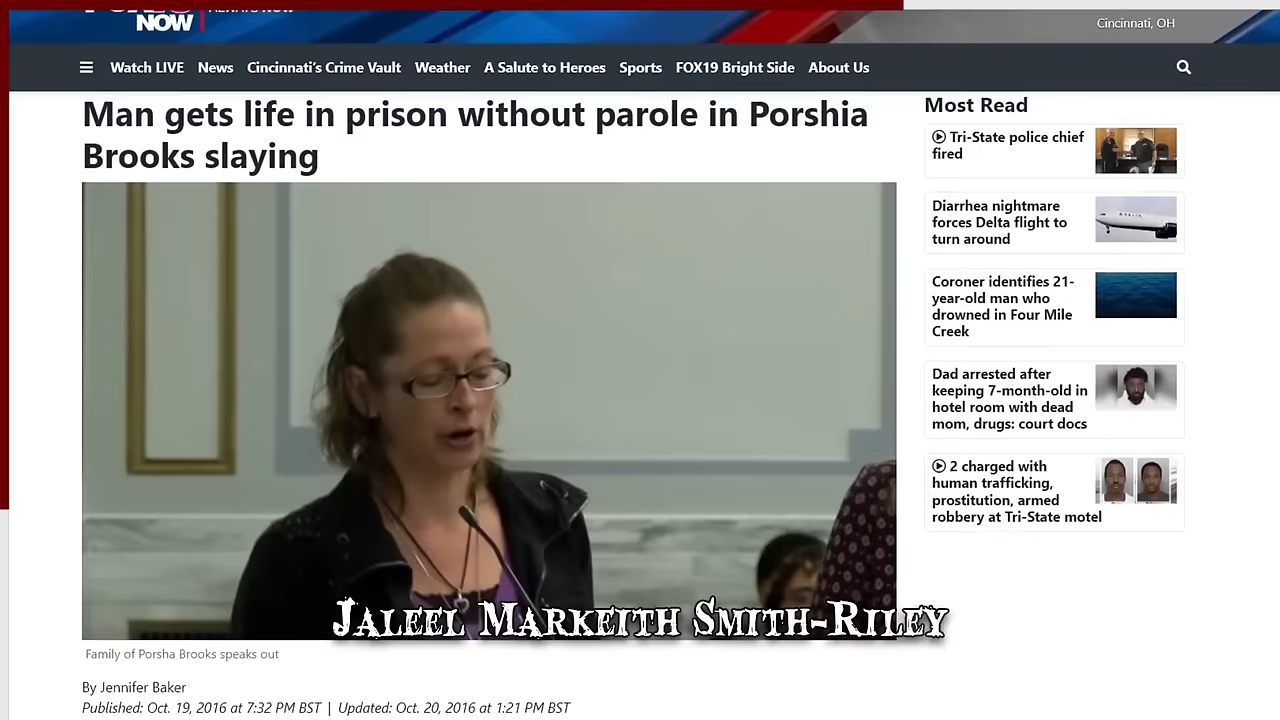 NOW
Cincinnati, OH
Watch LIVE News Cincinnati's Crime Vault Weather A Salute to Heroes Sports FOX19 Bright Side About Us
Man gets life in prison without parole in Porshia
Brooks slaying
Jaleel Markeith Smith-Riley
Family of Porsha Brooks speaks out
By Jennifer Baker
Published: Oct. 19, 2016 at 7:32 PM BST | Updated: Oct. 20, 2016 at 1:21 PM BST
Most Read
Tri-State police chief
fired
Diarrhea nightmare
forces Delta flight to
turn around
Coroner identifies 21-
year-old man who
drowned in Four Mile
Creek
Dad arrested after
keeping 7-month-old in
hotel room with dead
mom, drugs: court docs
2 charged with
human trafficking,
prostitution, armed
robbery at Tri-State motel